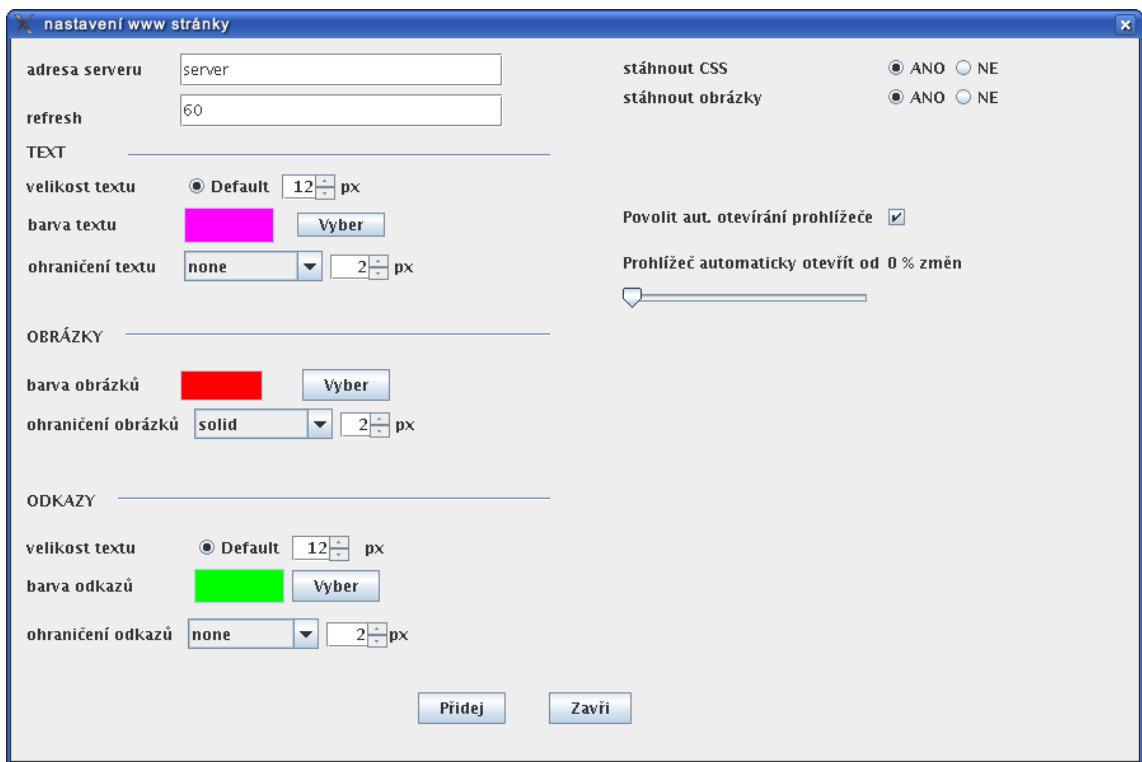 nastavení www stránky
adresa serveru server
refresh 60
TEXT
velikost textu Default 12 px
barva textu Vyber
ohraničení textu none 2 px
OBRÁZKY
barva obrázků Vyber
ohraničení obrázků solid 2 px
ODKAZY
velikost textu Default 12 px
barva odkazů Vyber
ohraničení odkazů none 2 px
stáhnout CSS ANO NE
stáhnout obrázky ANO NE
Povolit aut. otevírání prohlížeče
Prohlížeč automaticky otevřít od 0 % změn
Přidej Zavři